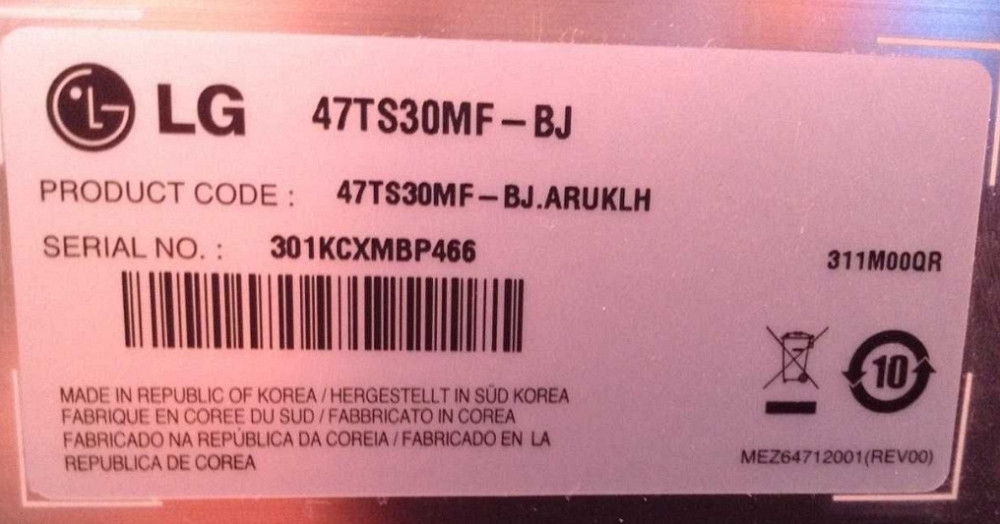 LG 47TS30MF-BJ
PRODUCT CODE : 47TS30MF-BJ.ARUKLH
SERIAL NO. : 301KCXMBP466
311M00QR
MADE IN REPUBLIC OF KOREA / HERGESTELLT IN SÜD KOREA
FABRIQUE EN COREE DU SUD / FABBRICATO IN COREA
FABRICADO NA REPÚBLICA DA COREIA / FABRICADO EN LA
REPUBLICA DE COREA
10
MEZ64712001(REV00)